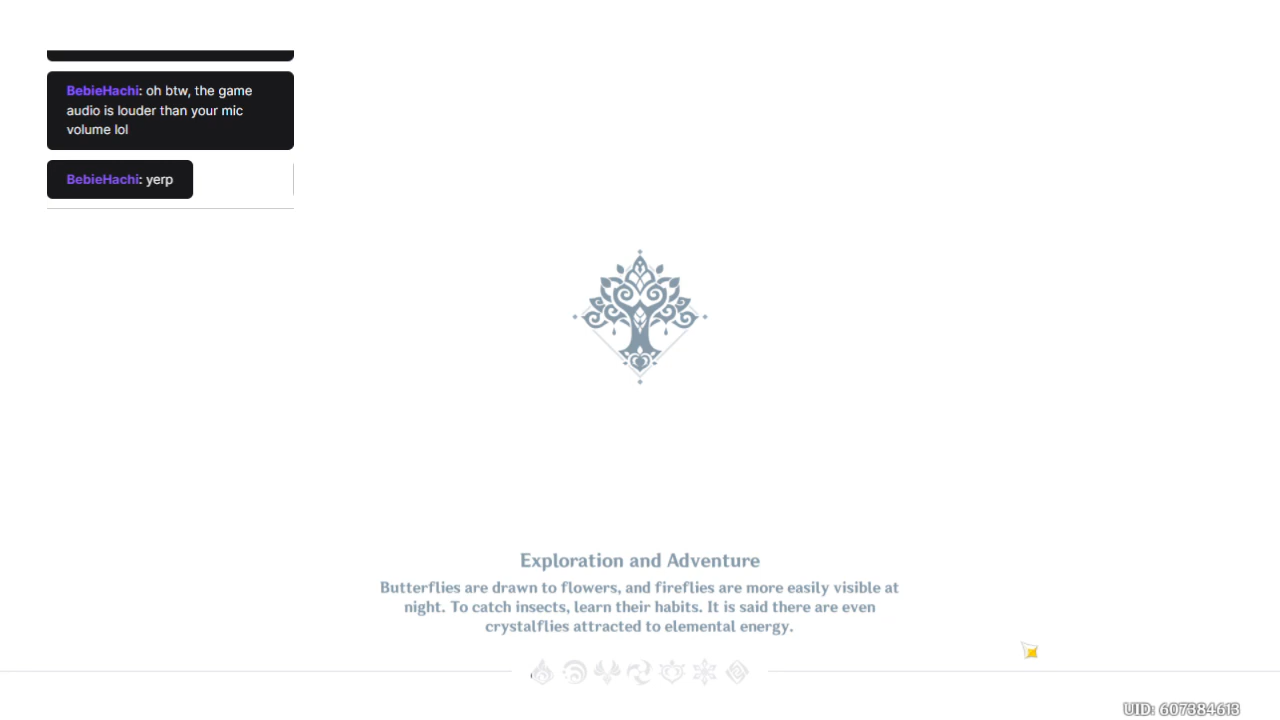 BebieHachi: oh btw, the game
audio is louder than your mic
volume lol
BebieHachi: yerp
Exploration and Adventure
Butterflies are drawn to flowers, and fireflies are more easily visible at
night. To catch insects, learn their habits. It is said there are even
crystalflies attracted to elemental energy.
UID: 607384613